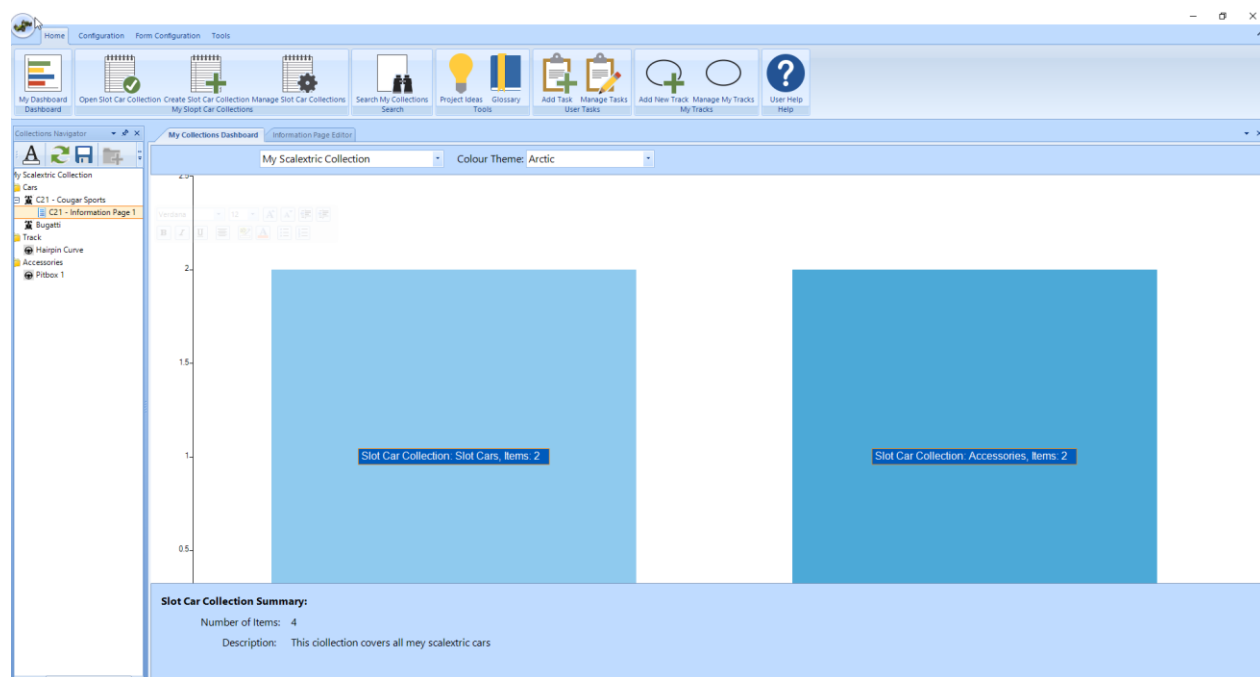 Home Configuration Form Configuration Tools
My Dashboard Open Slot Car Collection Create Slot Car Collection Manage Slot Car Collections Search My Collections Project Ideas Glossary Add Task Manage Tasks Add New Track Manage My Tracks User Help
Dashboard My Slopt Car Collections Search Tools User Tasks My Tracks Help
Collections Navigator My Collections Dashboard Information Page Editor
A
My Scalextric Collection Colour Theme: Arctic
y Scalextric Collection
Cars
C21 - Cougar Sports
C21 - Information Page 1
Bugatti
Track
Hairpin Curve
Accessories
Pitbox 1
2.5
Verdana 12
B I U
2
1.5
1
Slot Car Collection: Slot Cars, Items: 2
Slot Car Collection: Accessories, Items: 2
0.5
Slot Car Collection Summary:
Number of Items: 4
Description: This ciollection covers all mey scalextric cars